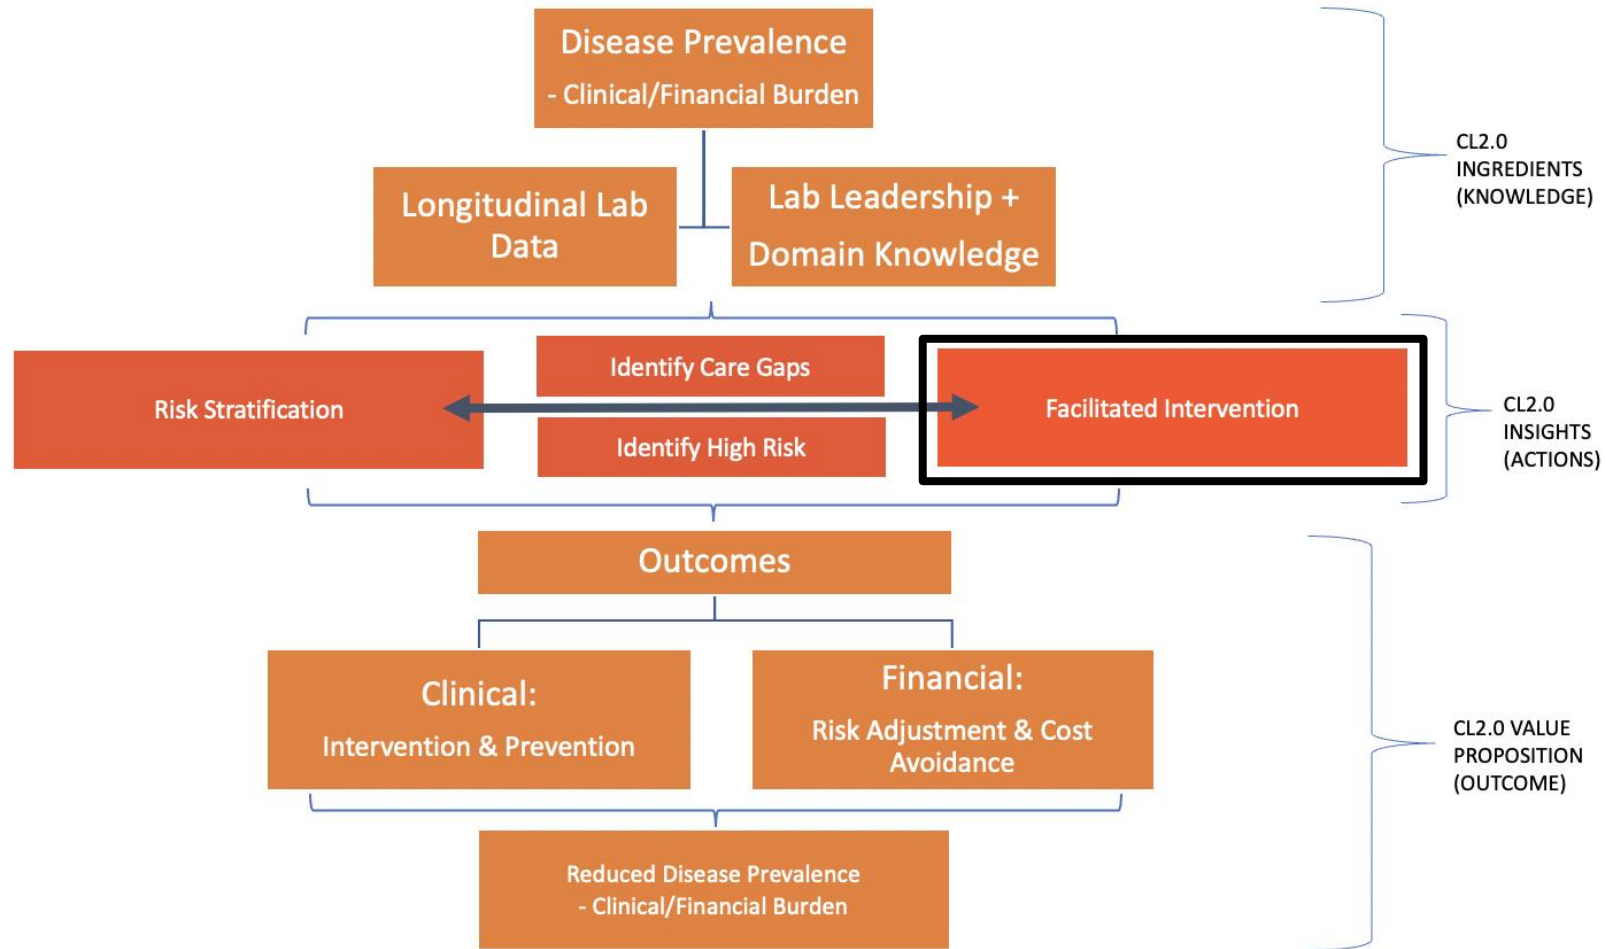 Disease Prevalence
- Clinical/Financial Burden
CL2.0
INGREDIENTS
(KNOWLEDGE)
Longitudinal Lab
Data
Lab Leadership +
Domain Knowledge
Risk Stratification
Identify Care Gaps
Identify High Risk
Facilitated Intervention
CL2.0
INSIGHTS
(ACTIONS)
Outcomes
Clinical:
Intervention & Prevention
Financial:
Risk Adjustment & Cost
Avoidance
CL2.0 VALUE
PROPOSITION
(OUTCOME)
Reduced Disease Prevalence
- Clinical/Financial Burden